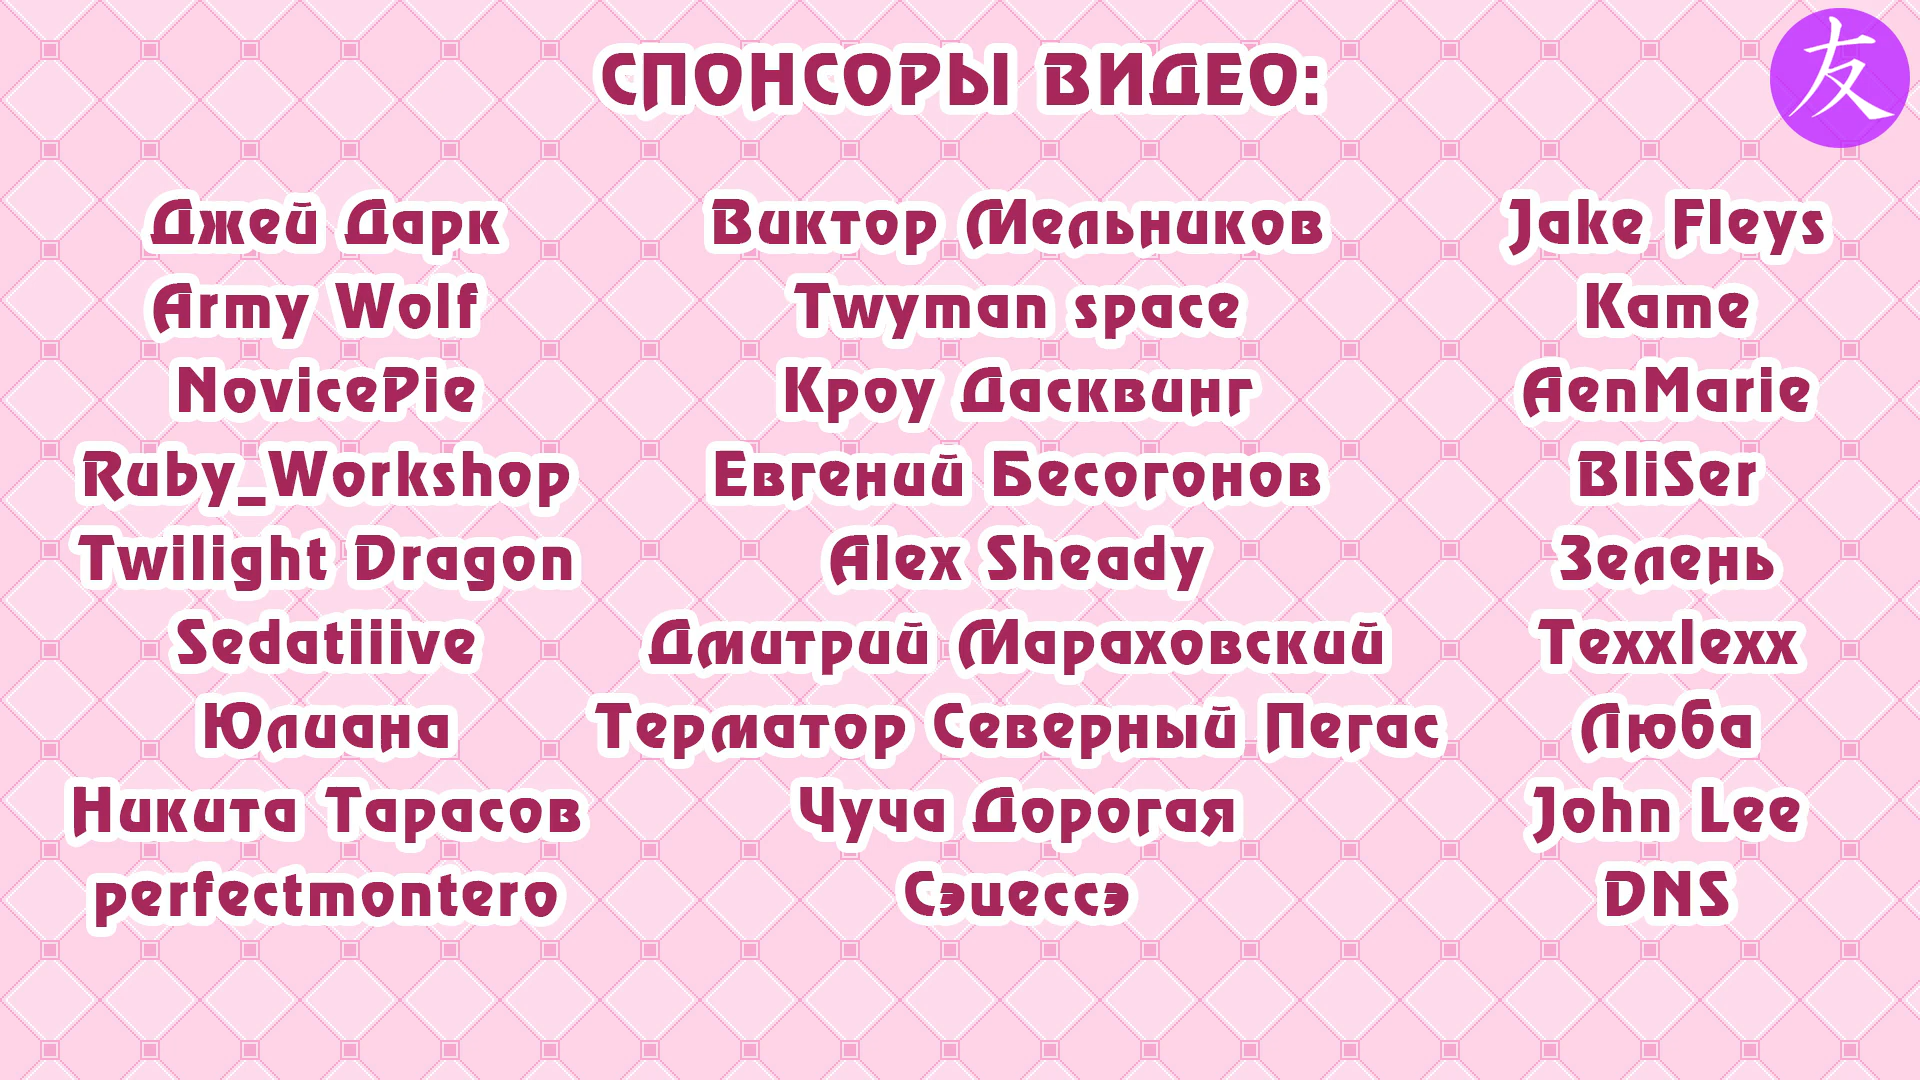 СПОНСОРЫ ВИДЕО:
友
Джей Дарк
Army Wolf
NovicePie
Ruby_Workshop
Twilight Dragon
Sedatiiive
Юлиана
Никита Тарасов
perfectmontero
Виктор Мельников
Twyman space
Кроу Дасквинг
Евгений Бесогонов
Alex Sheady
Дмитрий Мараховский
Терматор Северный Пегас
Чуча Дорогая
Сэцессэ
Jake Fleys
Kame
AenMarie
BliSer
Зелень
Texxlexx
Люба
John Lee
DNS